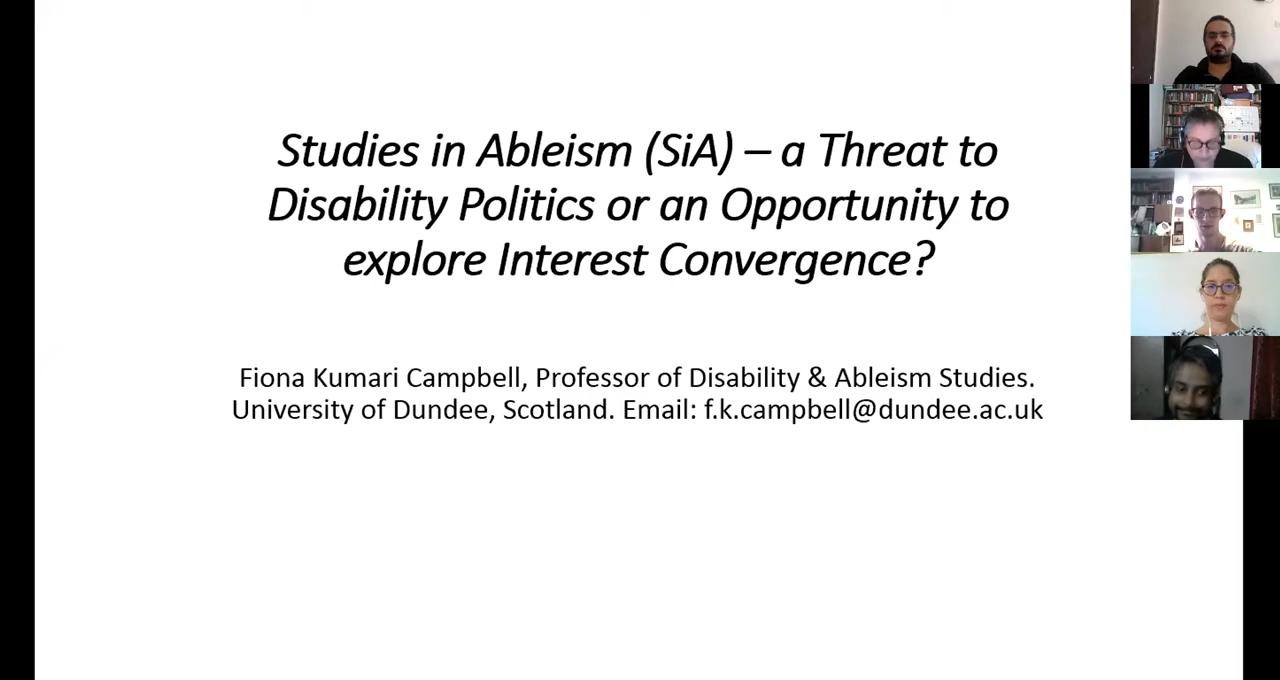 Studies in Ableism (SiA) – a Threat to
Disability Politics or an Opportunity to
explore Interest Convergence?
Fiona Kumari Campbell, Professor of Disability & Ableism Studies.
University of Dundee, Scotland. Email: f.k.campbell@dundee.ac.uk